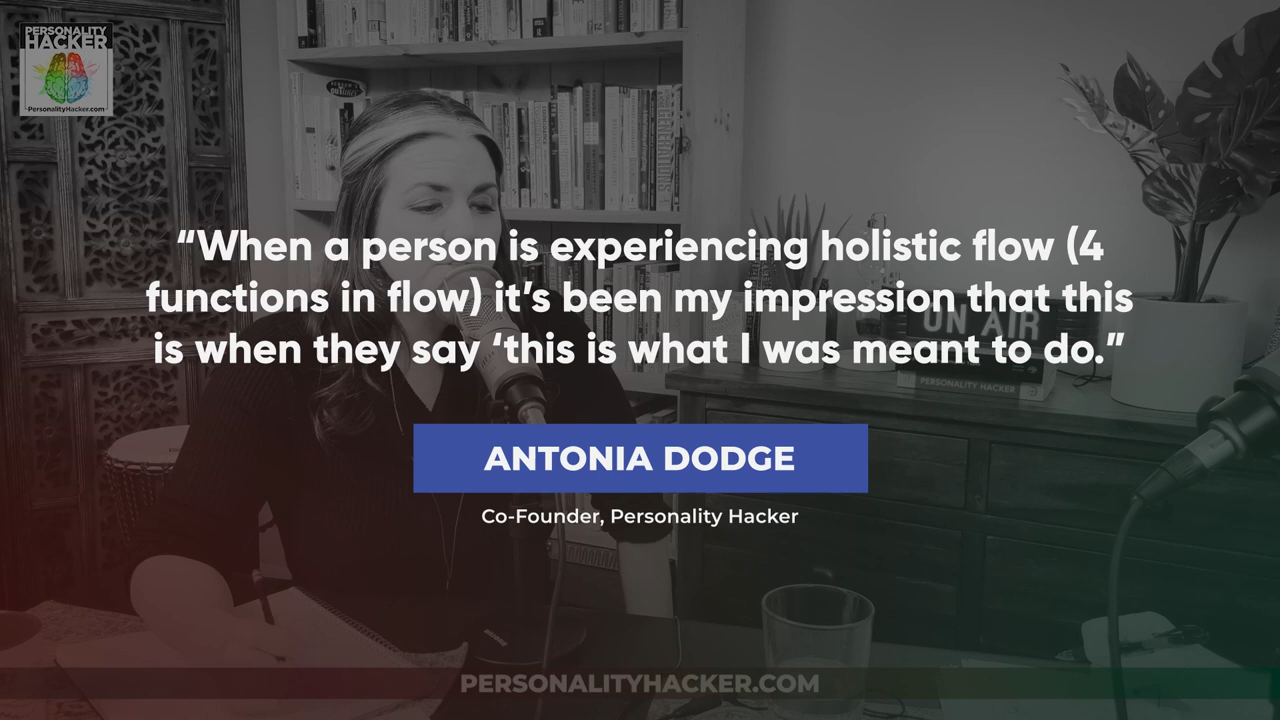 PERSONALITY
HACKER
PersonalityHacker.com
GENERATIONS
“When a person is experiencing holistic flow (4
functions in flow) it’s been my impression that this
is when they say ‘this is what I was meant to do.”
ON AIR
PERSONALITY HACKER
ANTONIA DODGE
Co-Founder, Personality Hacker
PERSONALITYHACKER.COM